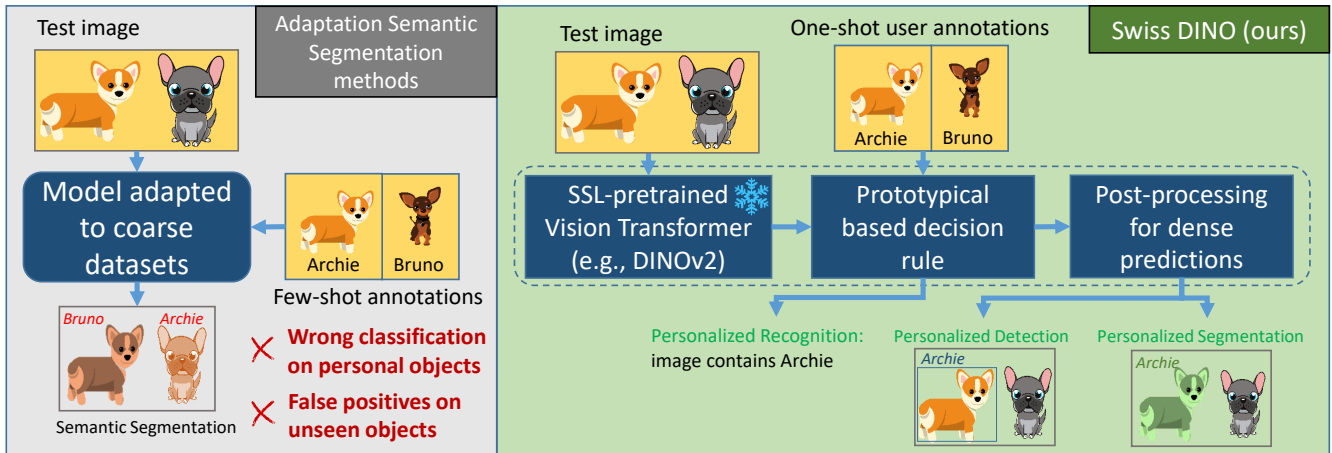 Test image
Adaptation Semantic
Segmentation
methods
Model adapted
to coarse
datasets
Archie
Bruno
Few-shot annotations
Bruno
Archie
Semantic Segmentation
Wrong classification
on personal objects
False positives on
unseen objects
Test image
One-shot user annotations
Swiss DINO (ours)
Archie
Bruno
SSL-pretrained
Vision Transformer
(e.g., DINOv2)
Prototypical
based decision
rule
Post-processing
for dense
predictions
Personalized Recognition:
image contains Archie
Personalized Detection
Archie
Personalized Segmentation
Archie